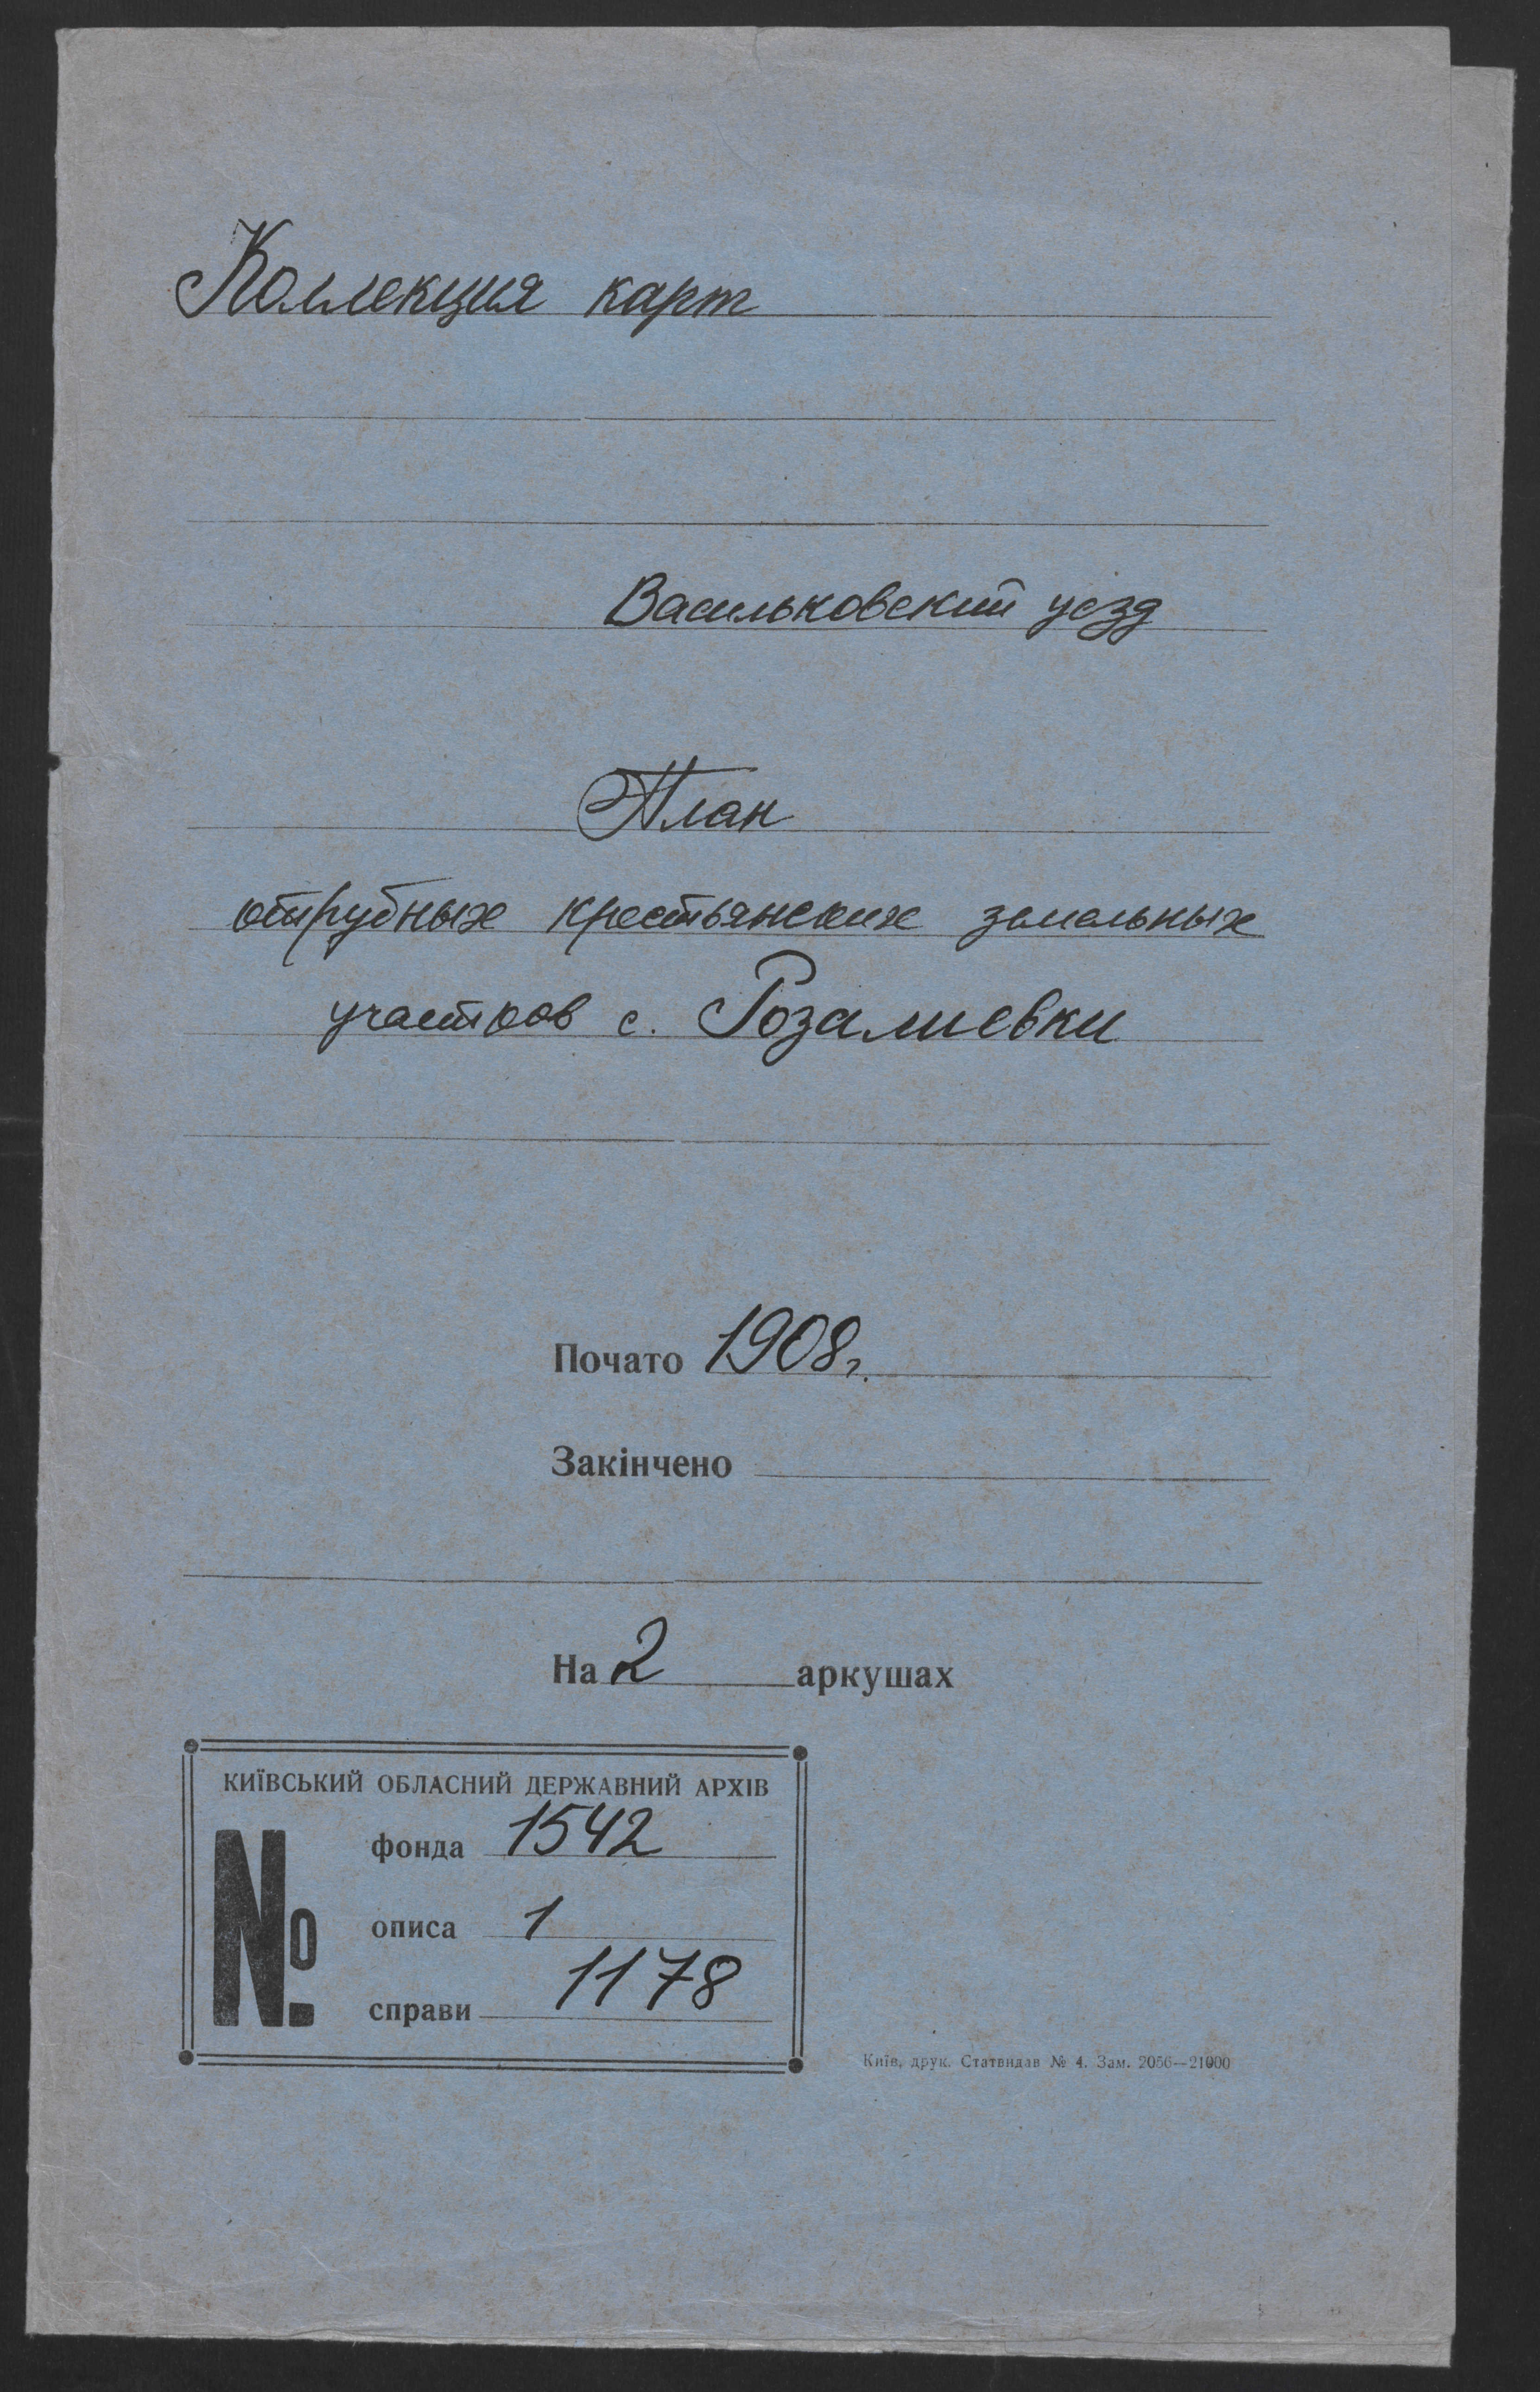 Коллекция карт
Васильковский уезд
План
отрубных крестьянских земельных
участков с. Розалиевки
Почато 1908г.
Закінчено
На 2 аркушах
КИЇВСЬКИЙ ОБЛАСНИЙ ДЕРЖАВНИЙ АРХІВ
№
фонда 1542
описа 1
справи 1178
Київ, друк. Статвидав № 4. Зам. 2056—21000